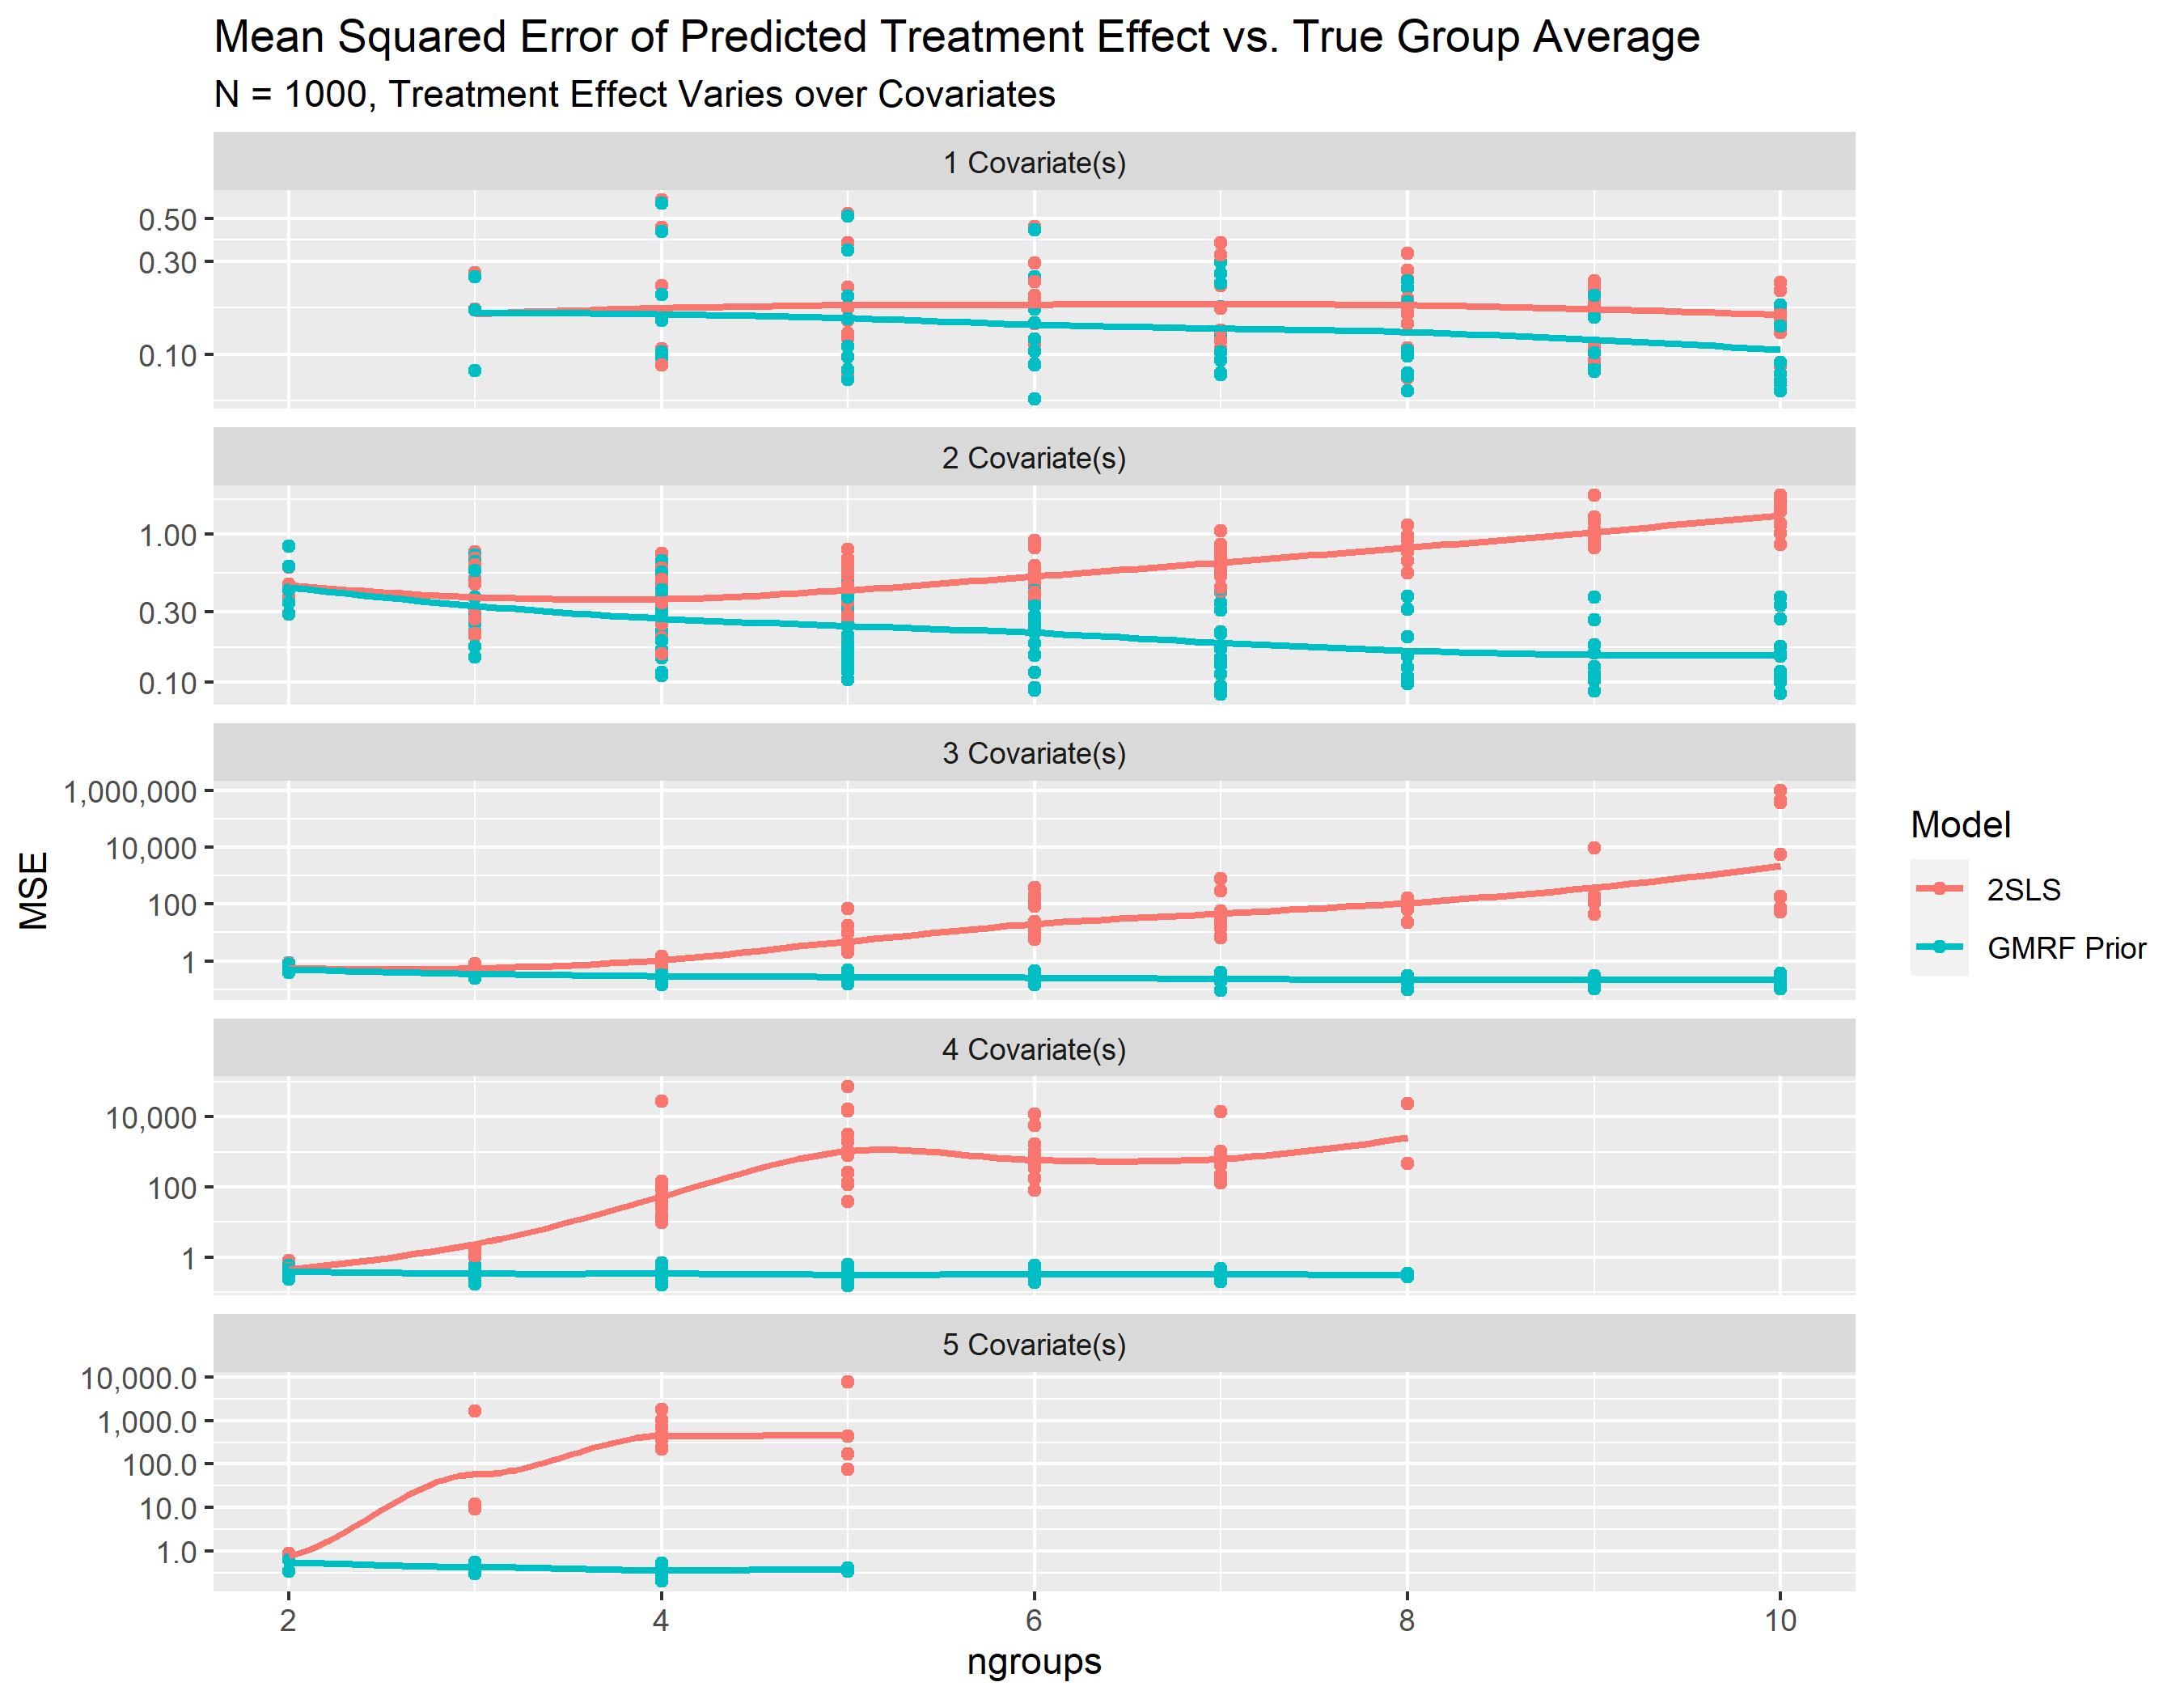 Mean Squared Error of Predicted Treatment Effect vs. True Group Average
N = 1000, Treatment Effect Varies over Covariates
1 Covariate(s)
0.50
0.30
0.10
2 Covariate(s)
1.00
0.30
0.10
3 Covariate(s)
1,000,000
10,000
100
1
4 Covariate(s)
10,000
100
1
5 Covariate(s)
10,000.0
1,000.0
100.0
10.0
1.0
2 4 6 8 10
ngroups
MSE
Model
2SLS
GMRF Prior